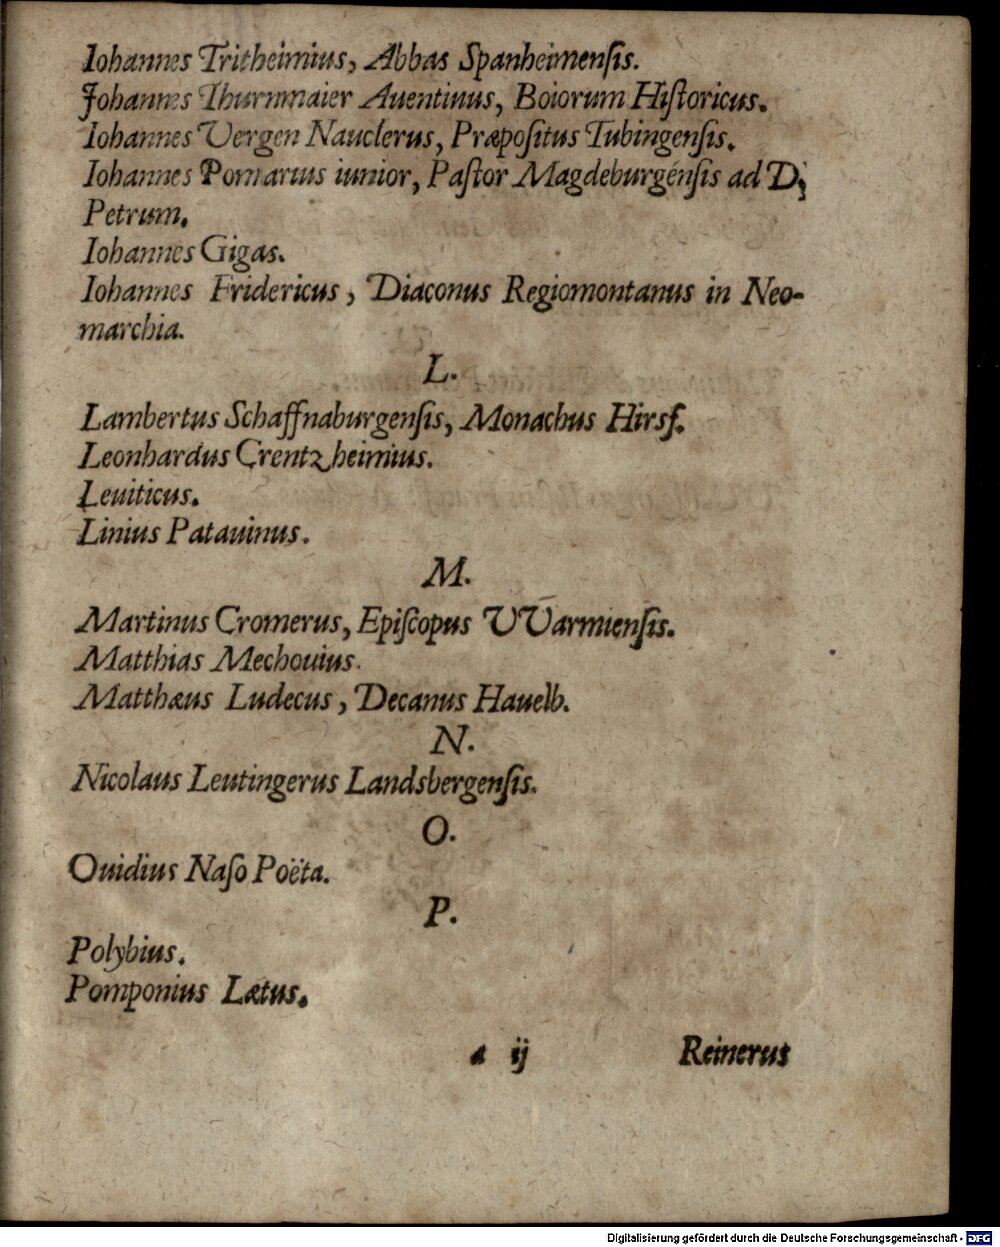 Iohannes Tritheimius, Abbas Spanheimenſis.
Johannes Thurnmaier Auentinus, Boiorum Hiſtoricus.
Iohannes Vergen Nauclerus, Præpoſitus Tubingenſis.
Iohannes Pomarius iunior, Paſtor Magdeburgenſis ad D.
Petrum.
Iohannes Gigas.
Iohannes Fridericus, Diaconus Regiomontanus in Neo-
marchia.
L.
Lambertus Schaffnaburgenſis, Monachus Hirsf.
Leonhardus Crentzheimius.
Leuiticus.
Linius Patauinus.
M.
Martinus Cromerus, Epiſcopus VVarmienſis.
Matthias Mechouius.
Matthæus Ludecus, Decanus Hauelb.
N.
Nicolaus Leutingerus Landsbergenſis.
O.
Ouidius Naſo Poëta.
P.
Polybius.
Pomponius Lætus.
a ij Reinerus
Digitalisierung gefördert durch die Deutsche Forschungsgemeinschaft - DFG